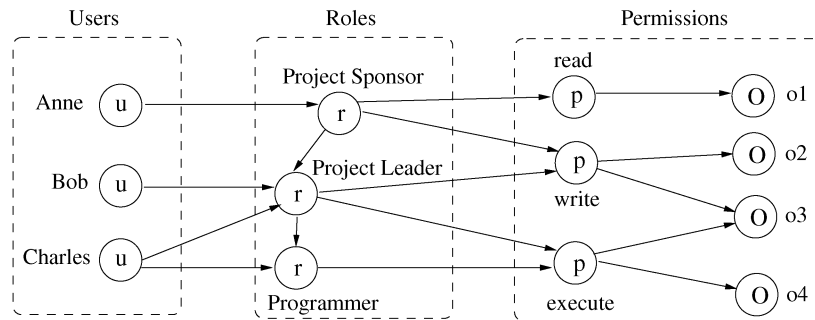 Users
Roles
Permissions
read
Project Sponsor
Anne
u
r
p
O
o1
Project Leader
p
O
o2
Bob
u
r
write
O
o3
Charles
u
r
p
Programmer
execute
O
o4